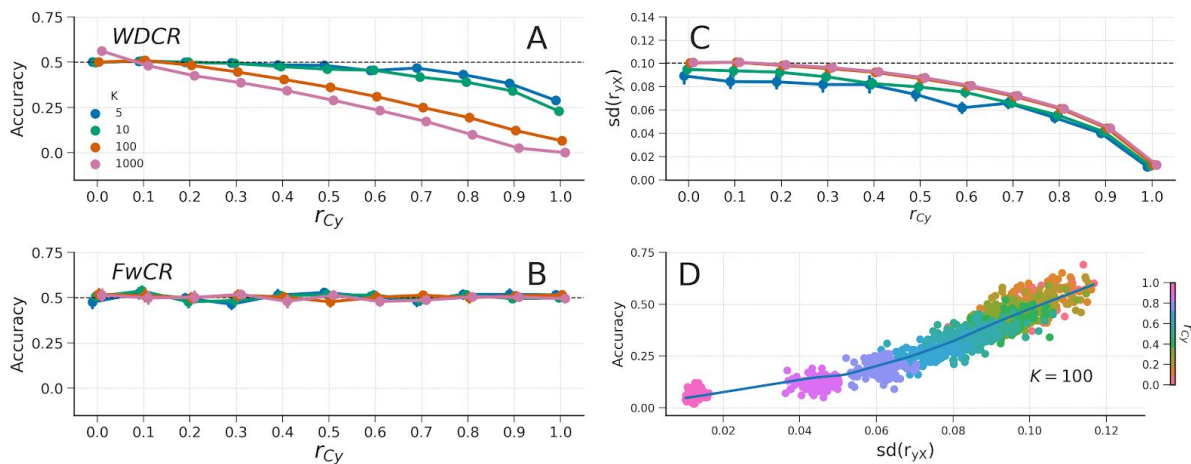 WDCR
A
Accuracy
0.75
0.5
0.25
0.0
K
5
10
100
1000
0.0 0.1 0.2 0.3 0.4 0.5 0.6 0.7 0.8 0.9 1.0
rCy
C
sd(ryX)
0.14
0.12
0.10
0.08
0.06
0.04
0.02
0.00
0.0 0.1 0.2 0.3 0.4 0.5 0.6 0.7 0.8 0.9 1.0
rCy
FwCR
B
Accuracy
0.75
0.5
0.25
0.0
0.0 0.1 0.2 0.3 0.4 0.5 0.6 0.7 0.8 0.9 1.0
rCy
D
Accuracy
0.75
0.50
0.25
0.00
K = 100
0.02 0.04 0.06 0.08 0.10 0.12
sd(ryX)
1.0
0.8
0.6
0.4
0.2
0.0
rCy